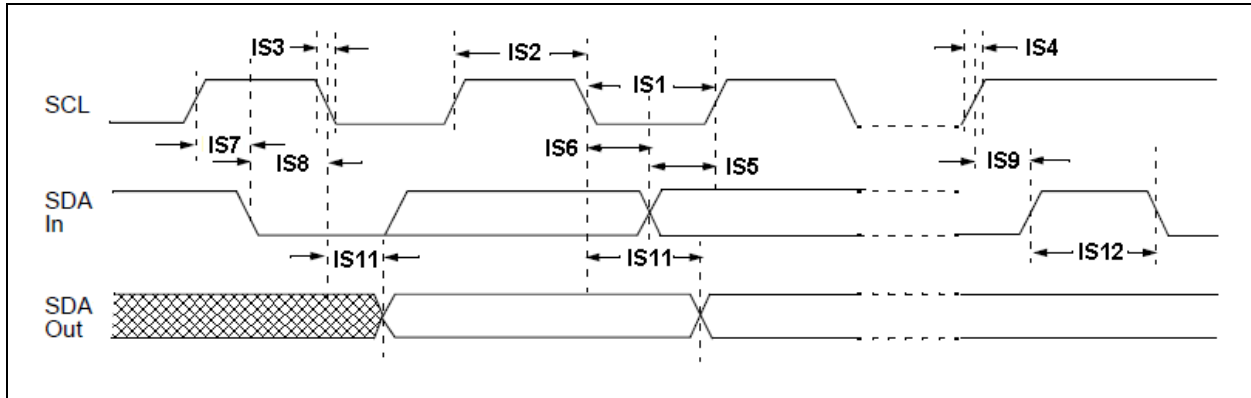 IS3
IS2
IS4
IS1
SCL
IS7
IS8
IS6
IS5
IS9
SDA
In
IS11
IS11
IS12
SDA
Out